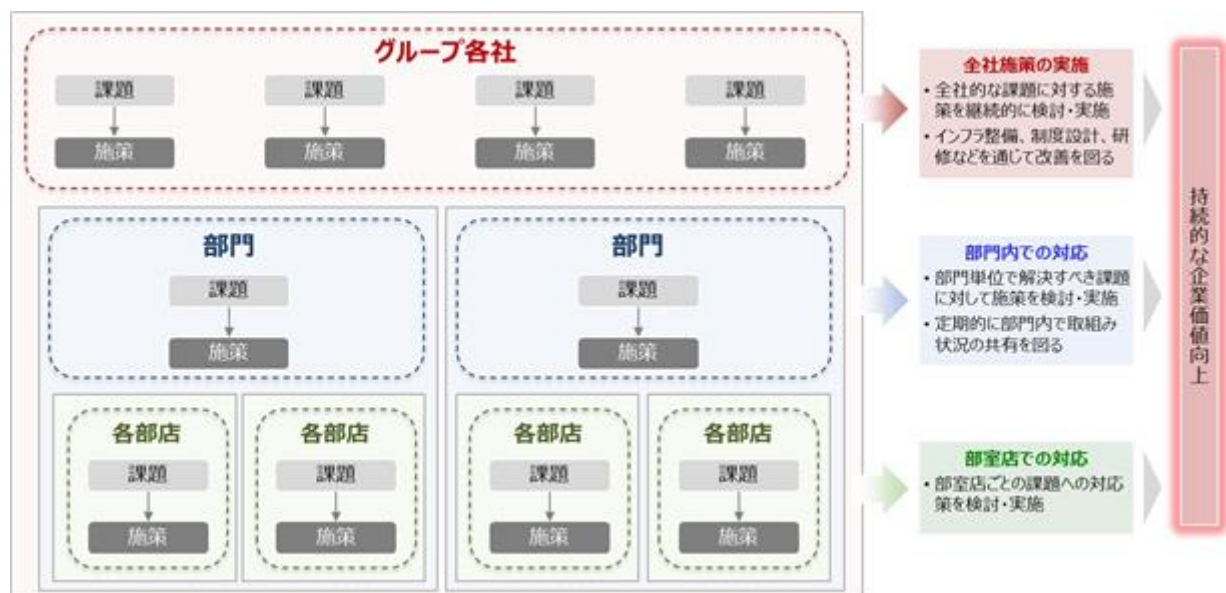 グループ各社
課題
課題
課題
課題
施策
施策
施策
施策
部門
課題
施策
部門
課題
施策
各部店
課題
施策
各部店
課題
施策
各部店
課題
施策
各部店
課題
施策
全社施策の実施
・全社的な課題に対する施
策を継続的に検討・実施
・インフラ整備、制度設計、研
修などを通じて改善を図る
部門内での対応
・部門単位で解決すべき課題
に対して施策を検討・実施
・定期的に部門内で取組み
状況の共有を図る
部室店での対応
・部室店ごとの課題への対応
策を検討・実施
持続的な企業価値向上